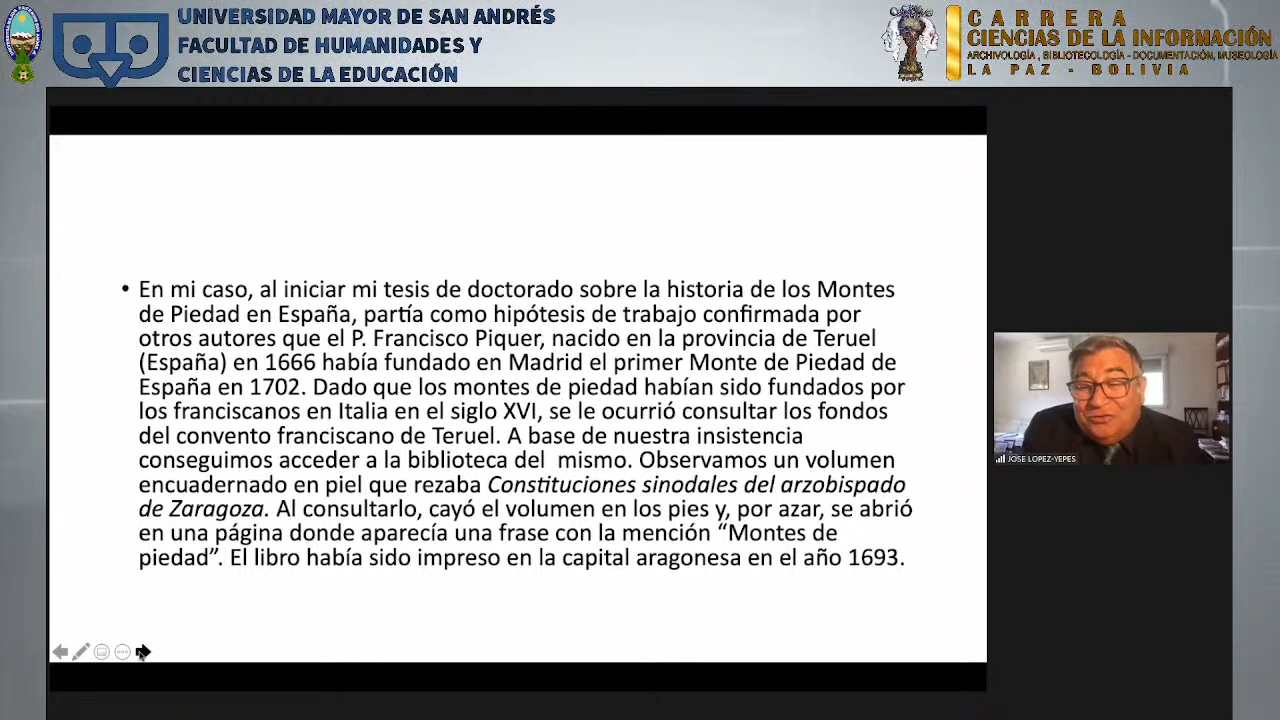 UNIVERSIDAD MAYOR DE SAN ANDRÉS
FACULTAD DE HUMANIDADES Y
CIENCIAS DE LA EDUCACIÓN
CARRERA
CIENCIAS DE LA INFORMACIÓN
ARCHIVOLOGÍA, BIBLIOTECOLOGÍA - DOCUMENTACIÓN, MUSEOLOGÍA
LA PAZ - BOLIVIA
• En mi caso, al iniciar mi tesis de doctorado sobre la historia de los Montes
de Piedad en España, partía como hipótesis de trabajo confirmada por
otros autores que el P. Francisco Piquer, nacido en la provincia de Teruel
(España) en 1666 había fundado en Madrid el primer Monte de Piedad de
España en 1702. Dado que los montes de piedad habían sido fundados por
los franciscanos en Italia en el siglo XVI, se le ocurrió consultar los fondos
del convento franciscano de Teruel. A base de nuestra insistencia
conseguimos acceder a la biblioteca del  mismo. Observamos un volumen
encuadernado en piel que rezaba Constituciones sinodales del arzobispado
de Zaragoza. Al consultarlo, cayó el volumen en los pies y, por azar, se abrió
en una página donde aparecía una frase con la mención “Montes de
piedad”. El libro había sido impreso en la capital aragonesa en el año 1693.
JOSE LOPEZ-YEPES